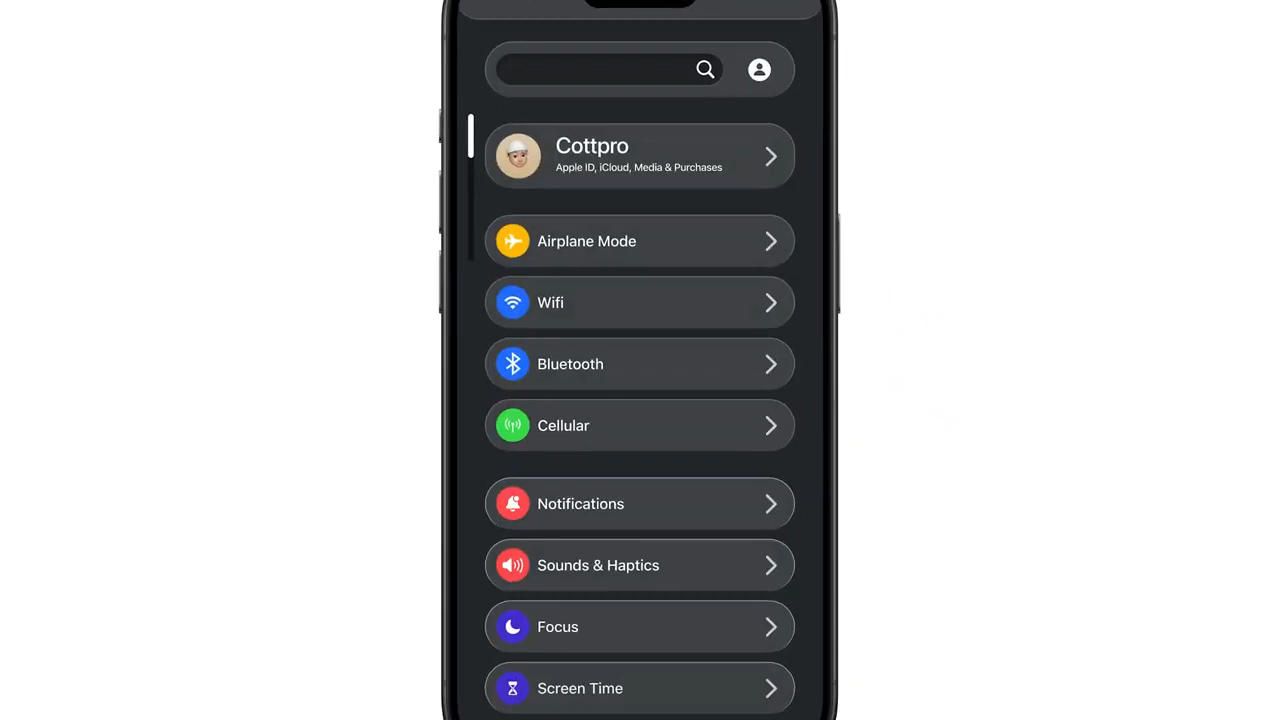 Cottpro
Apple ID, iCloud, Media & Purchases
Airplane Mode
Wifi
Bluetooth
Cellular
Notifications
Sounds & Haptics
Focus
Screen Time